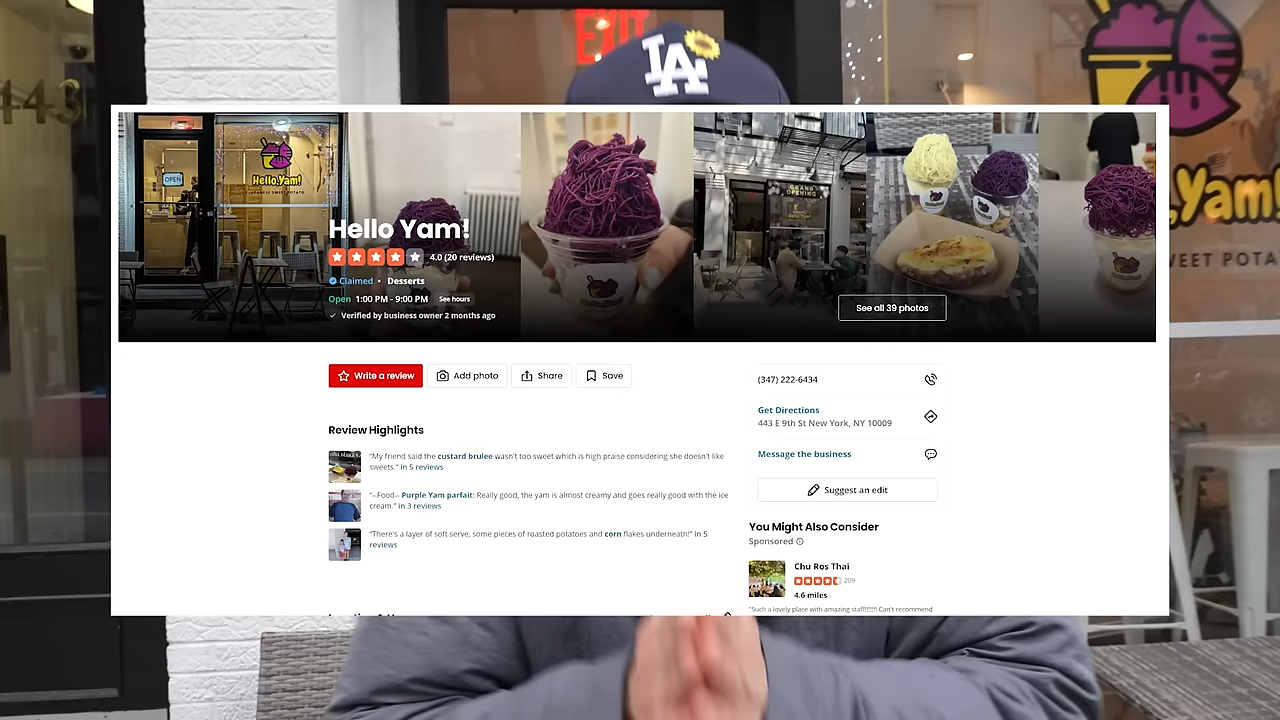 EXIT
LA
143
OPEN
Hello,Yam!
GRAND
OPENING
Hello Yam!
4.0 (20 reviews)
Claimed • Desserts
Open 1:00 PM - 9:00 PM See hours
Verified by business owner 2 months ago
See all 39 photos
Yam!
VEET POTA
Write a review
Add photo
Share
Save
(347) 222-6434
Get Directions
443 E 9th St New York, NY 10009
Message the business
Suggest an edit
Review Highlights
"My friend said the custard brulee wasn't too sweet which is high praise considering she doesn't like
sweets." in 5 reviews
"--Food-- Purple Yam parfait: Really good, the yam is almost creamy and goes really good with the ice
cream." in 3 reviews
"There's a layer of soft serve, some pieces of roasted potatoes and corn flakes underneath!" in 5
reviews
You Might Also Consider
Sponsored
Chu Ros Thai
209
4.6 miles
"Such a lovely place with amazing staff!!!!!!! Can't recommend